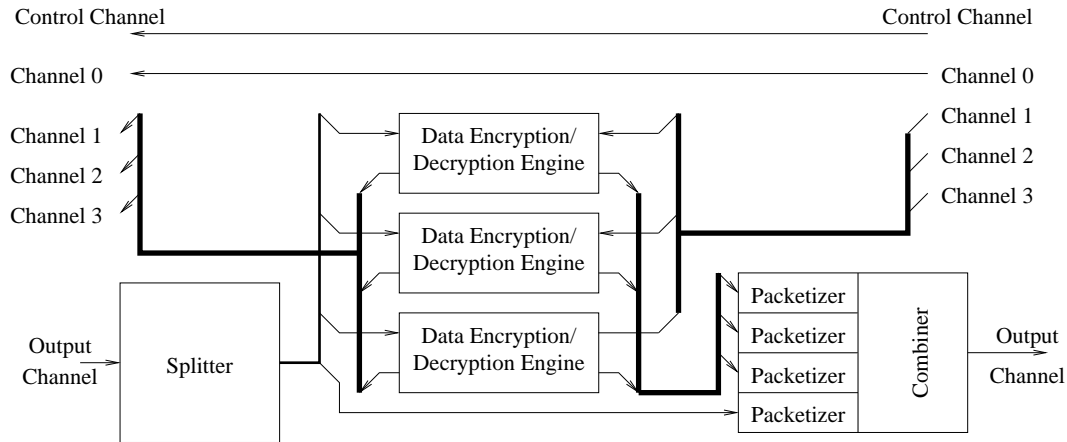 Control Channel
Control Channel
Channel 0
Channel 0
Channel 1
Channel 1
Channel 2
Channel 2
Channel 3
Channel 3
Data Encryption/
Decryption Engine
Data Encryption/
Decryption Engine
Data Encryption/
Decryption Engine
Output
Channel
Splitter
Packetizer
Packetizer
Packetizer
Packetizer
Combiner
Output
Channel